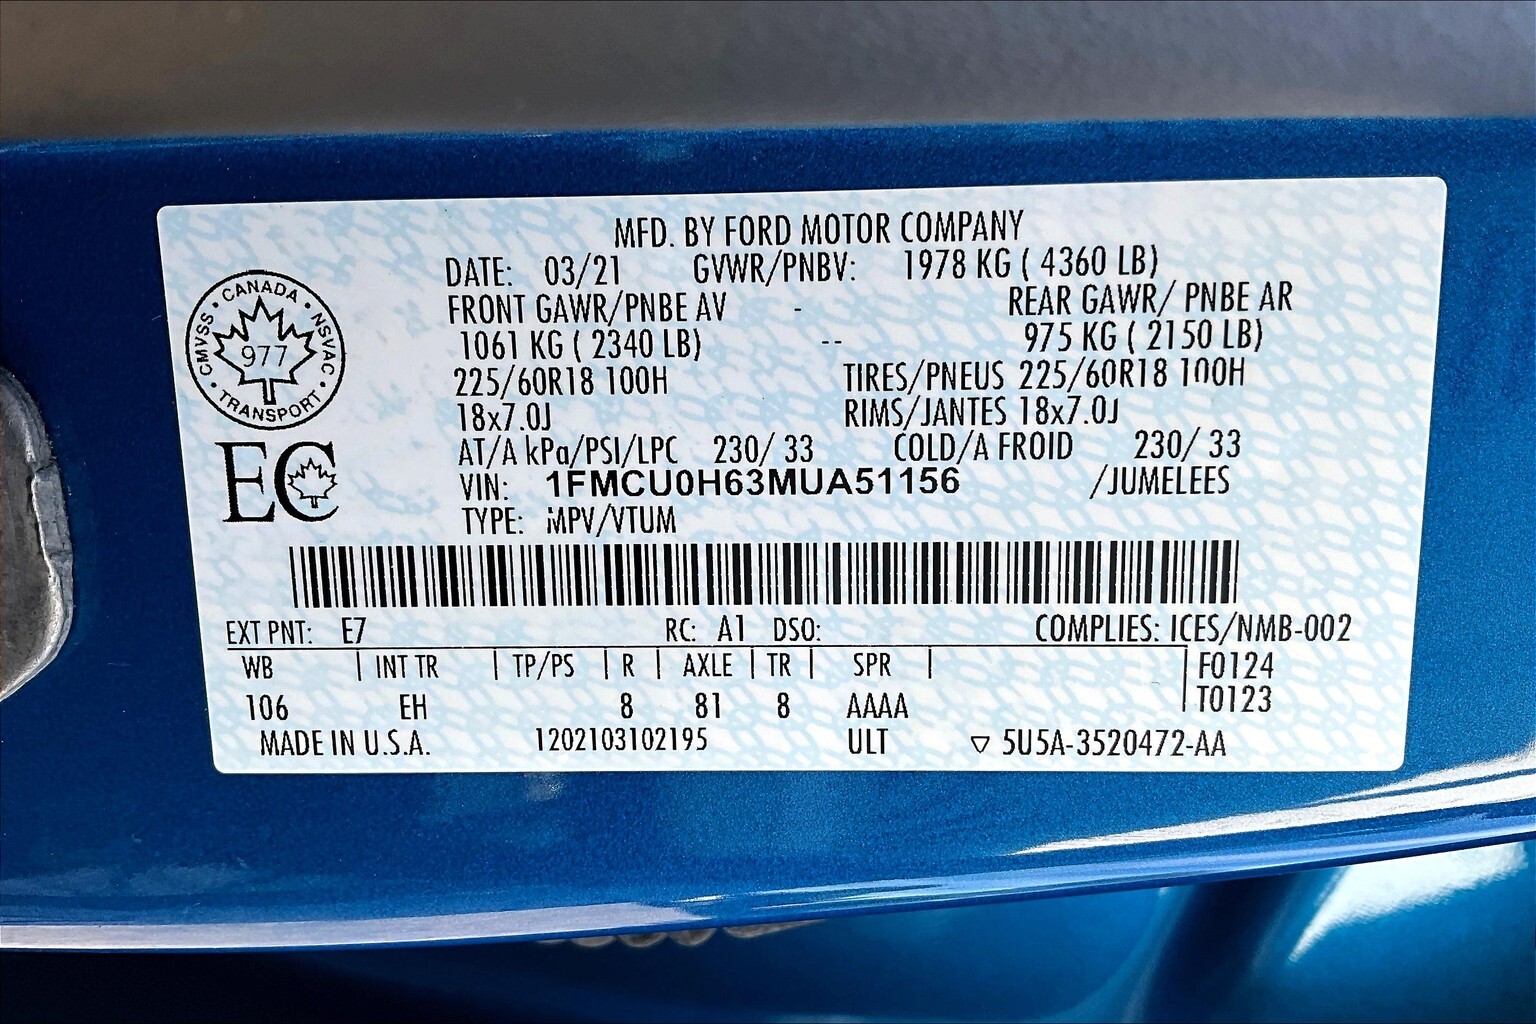 MFD. BY FORD MOTOR COMPANY
DATE: 03/21 GVWR/PNBV: 1978 KG ( 4360 LB)
FRONT GAWR/PNBE AV - REAR GAWR/ PNBE AR
1061 KG ( 2340 LB) -- 975 KG ( 2150 LB)
225/60R18 100H TIRES/PNEUS 225/60R18 100H
18x7.0J RIMS/JANTES 18x7.0J
AT/A kPa/PSI/LPC 230/ 33 COLD/A FROID 230/ 33
VIN: 1FMCU0H63MUA51156 /JUMELEES
TYPE: MPV/VTUM
CANADA
CMVSS · NSVAC
977
TRANSPORT
EC
EXT PNT: E7 RC: A1 DSO: COMPLIES: ICES/NMB-002
WB | INT TR | TP/PS | R | AXLE | TR | SPR | F0124
106 EH 8 81 8 AAAA T0123
MADE IN U.S.A. 1202103102195 ULT ▽ 5U5A-3520472-AA